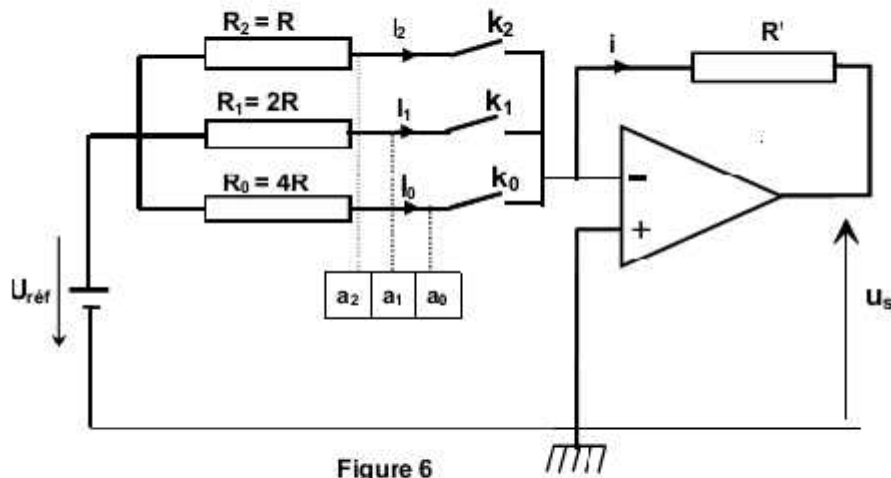 R₂ = R
I₂
k₂
i
R'
R₁ = 2R
I₁
k₁
R₀ = 4R
I₀
k₀
-
+
Uréf
a₂ a₁ a₀
uₛ
Figure 6